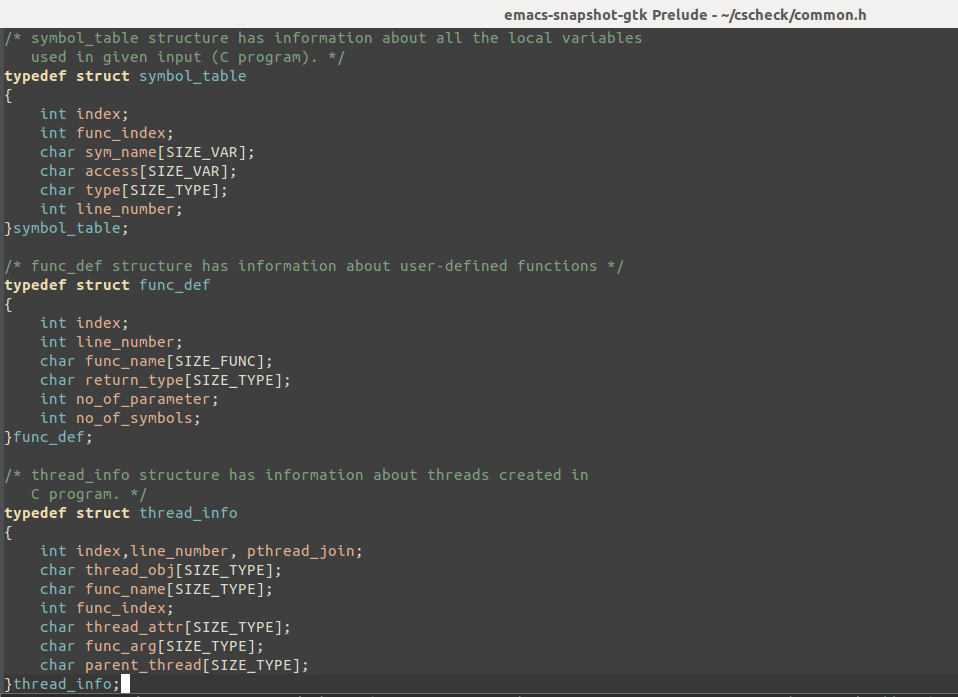 emacs-snapshot-gtk Prelude - ~/cscheck/common.h
/* symbol_table structure has information about all the local variables
   used in given input (C program). */
typedef struct symbol_table
{
    int index;
    int func_index;
    char sym_name[SIZE_VAR];
    char access[SIZE_VAR];
    char type[SIZE_TYPE];
    int line_number;
}symbol_table;

/* func_def structure has information about user-defined functions */
typedef struct func_def
{
    int index;
    int line_number;
    char func_name[SIZE_FUNC];
    char return_type[SIZE_TYPE];
    int no_of_parameter;
    int no_of_symbols;
}func_def;

/* thread_info structure has information about threads created in
   C program. */
typedef struct thread_info
{
    int index,line_number, pthread_join;
    char thread_obj[SIZE_TYPE];
    char func_name[SIZE_TYPE];
    int func_index;
    char thread_attr[SIZE_TYPE];
    char func_arg[SIZE_TYPE];
    char parent_thread[SIZE_TYPE];
}thread_info;